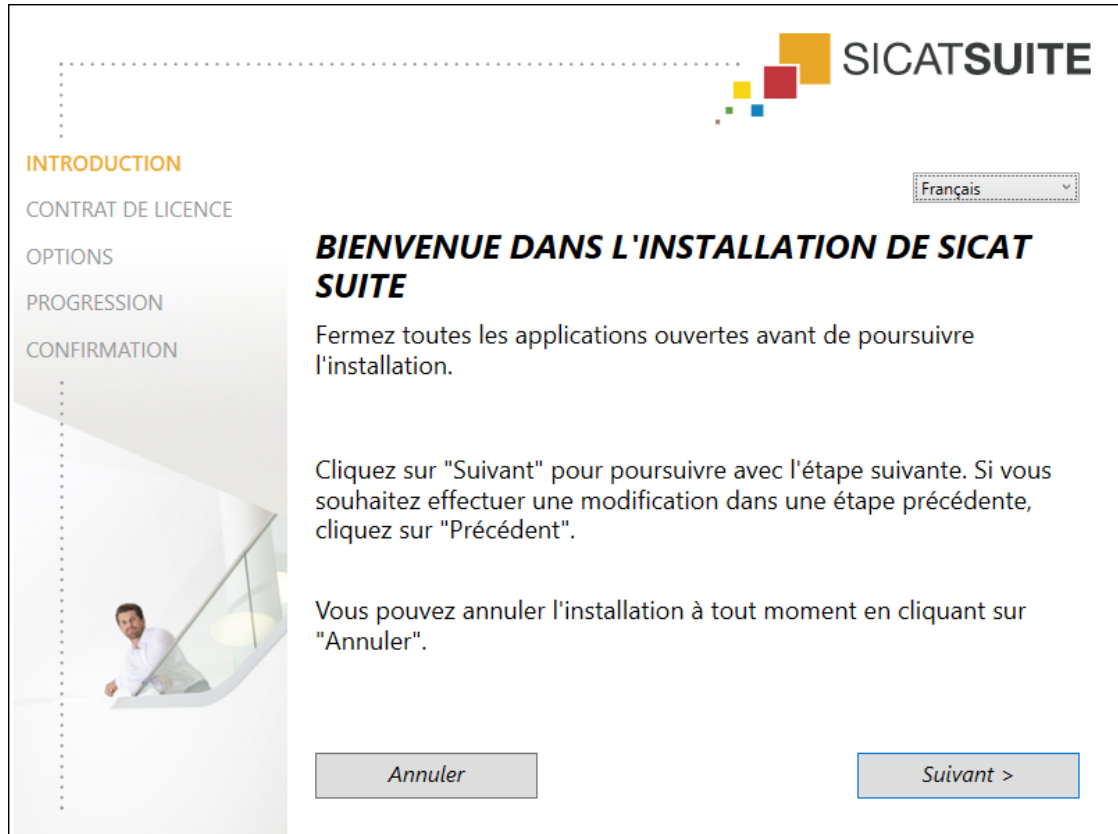 SICATSUITE
INTRODUCTION
CONTRAT DE LICENCE
OPTIONS
PROGRESSION
CONFIRMATION
Français
BIENVENUE DANS L'INSTALLATION DE SICAT
SUITE
Fermez toutes les applications ouvertes avant de poursuivre
l'installation.
Cliquez sur "Suivant" pour poursuivre avec l'étape suivante. Si vous
souhaitez effectuer une modification dans une étape précédente,
cliquez sur "Précédent".
Vous pouvez annuler l'installation à tout moment en cliquant sur
"Annuler".
Annuler
Suivant >